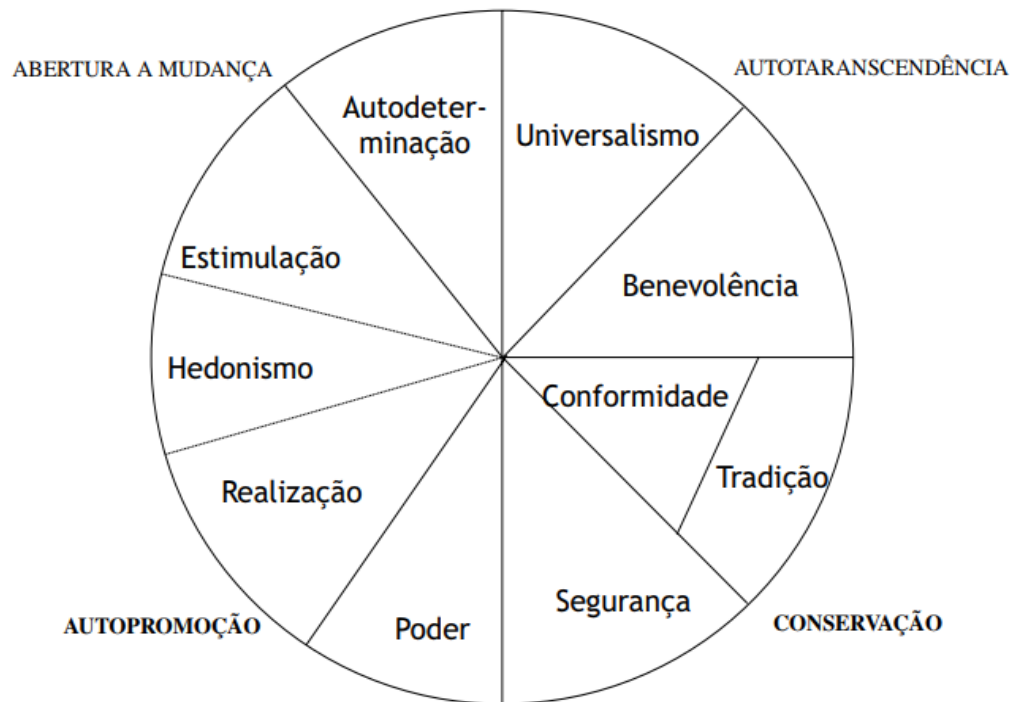 ABERTURA A MUDANÇA
AUTOTARANSCENDÊNCIA
Autodeter-
minação
Universalismo
Estimulação
Benevolência
Hedonismo
Conformidade
Realização
Tradição
Segurança
AUTOPROMOÇÃO
Poder
CONSERVAÇÃO